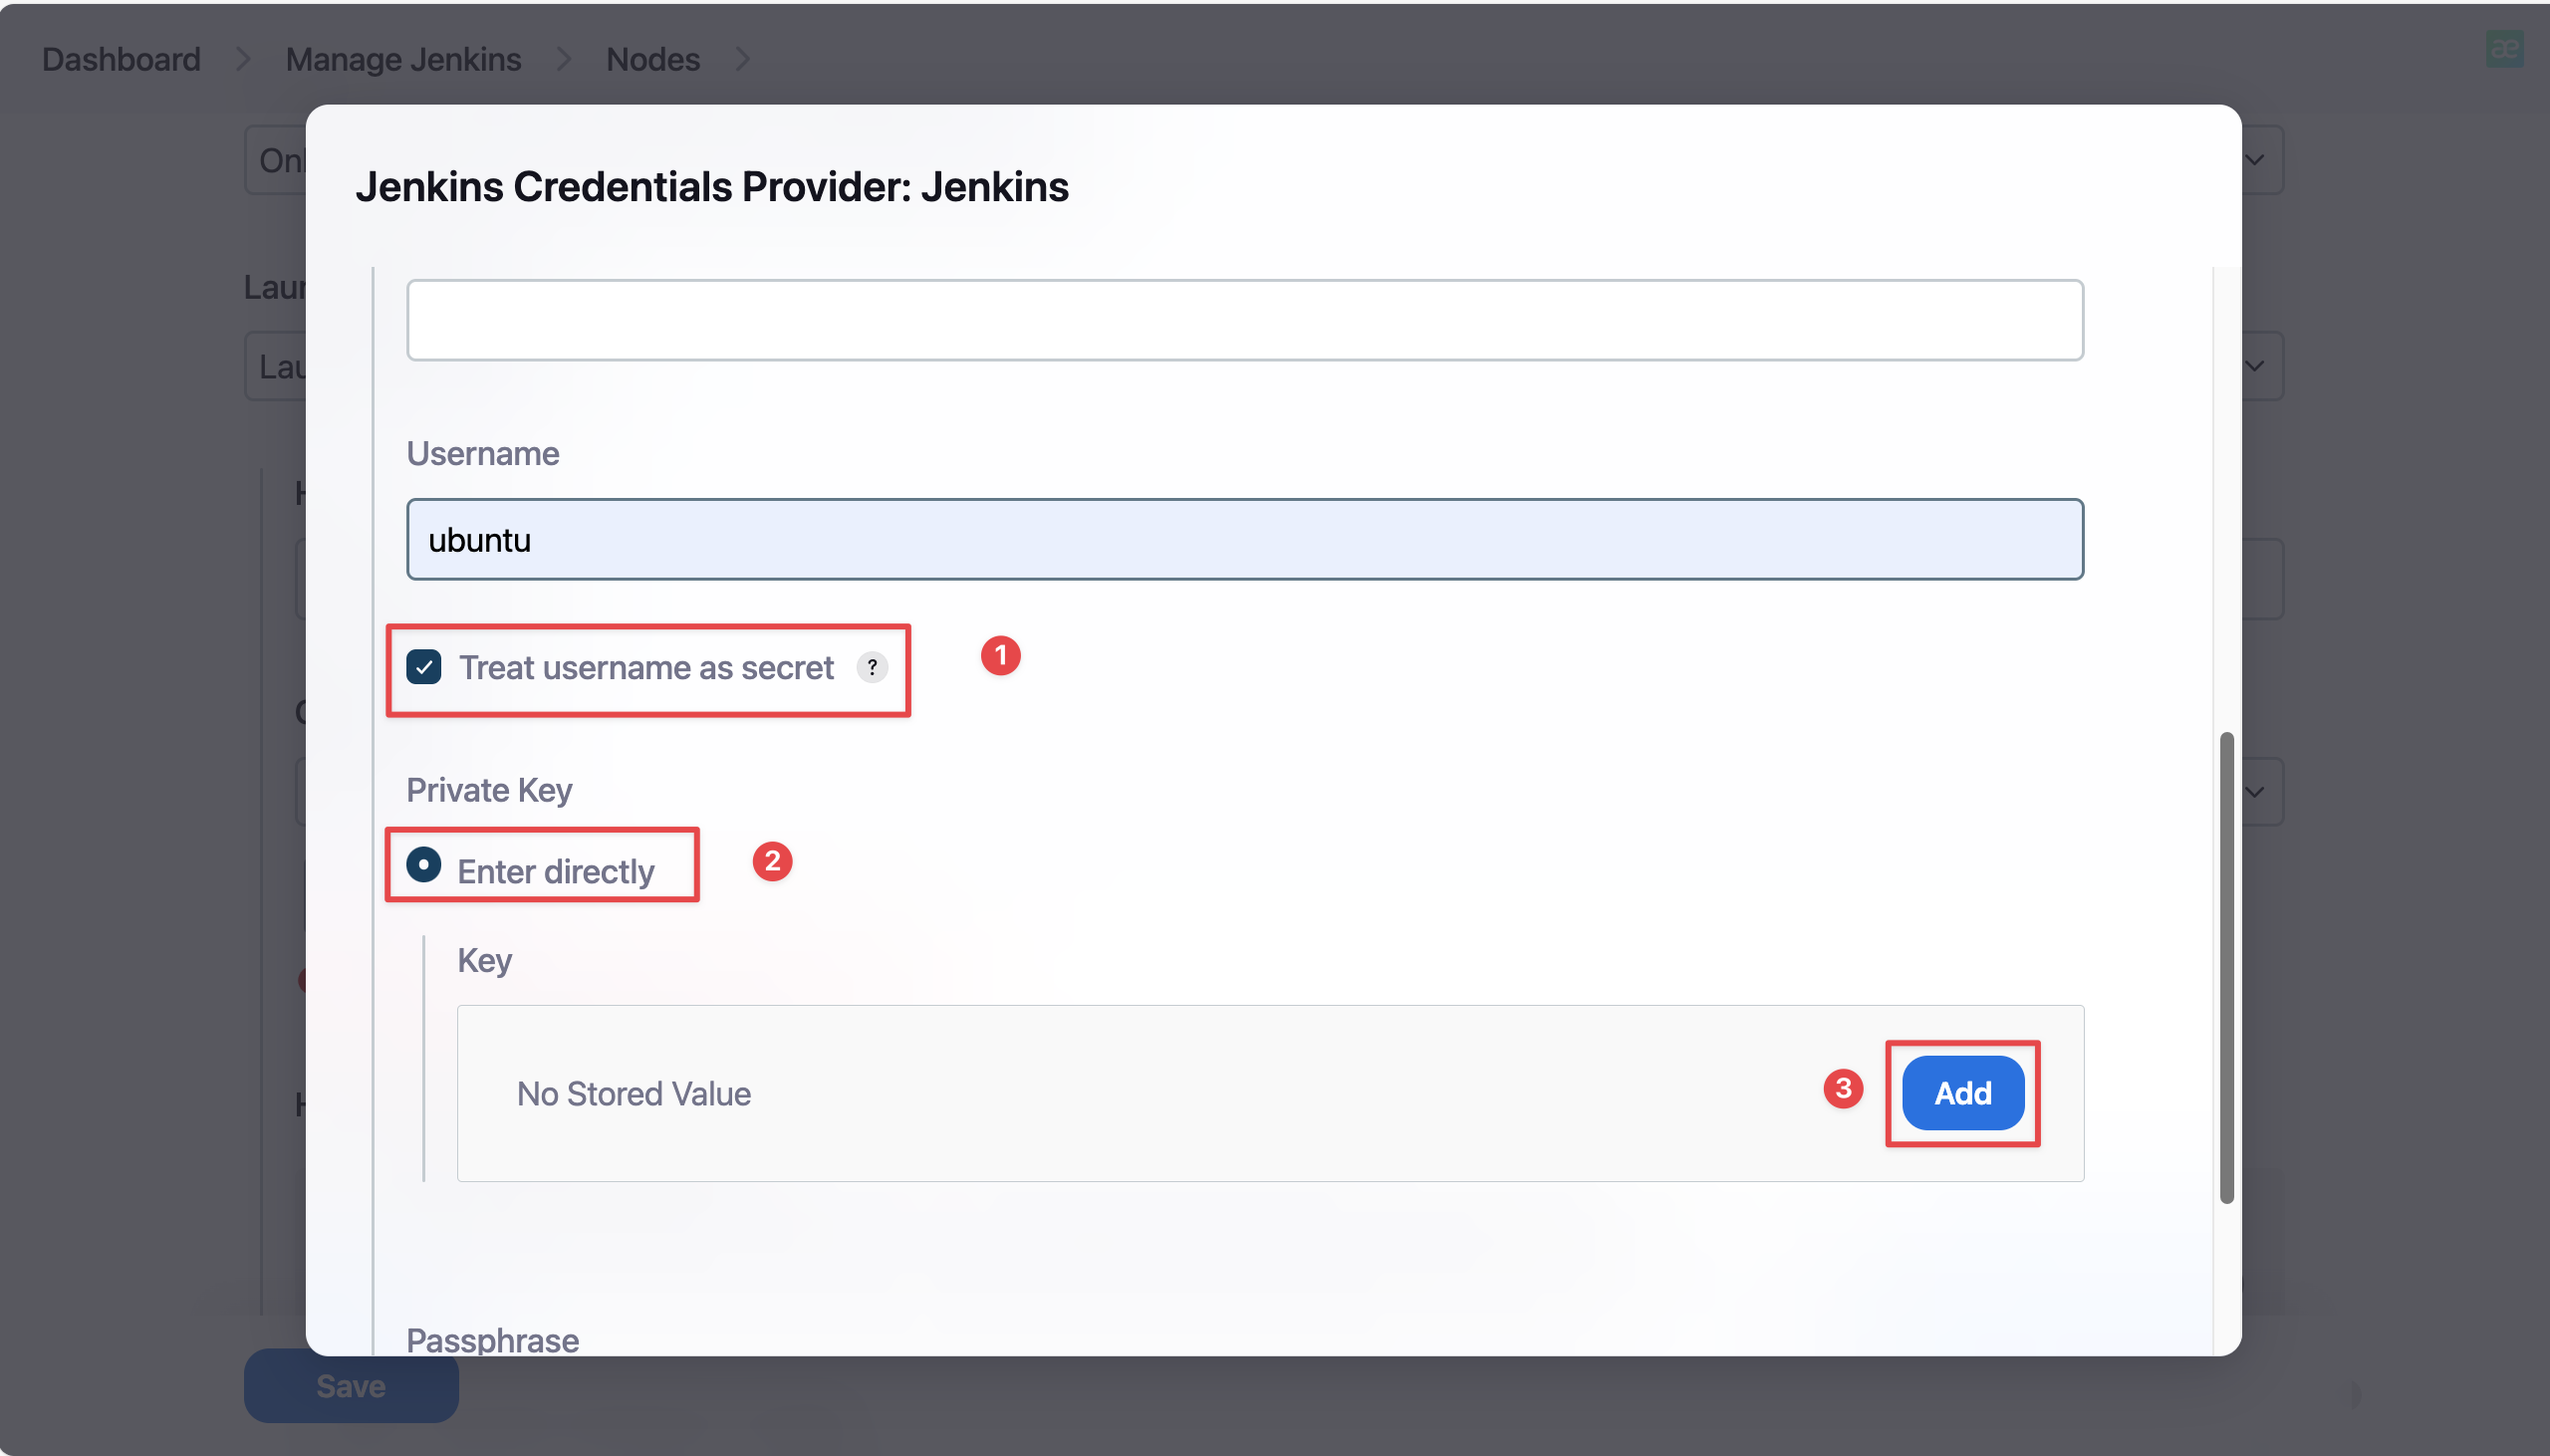 Dashboard > Manage Jenkins > Nodes >
æ
Jenkins Credentials Provider: Jenkins
Username
ubuntu
Treat username as secret ?
1
Private Key
Enter directly
2
Key
No Stored Value
3
Add
Passphrase
Save